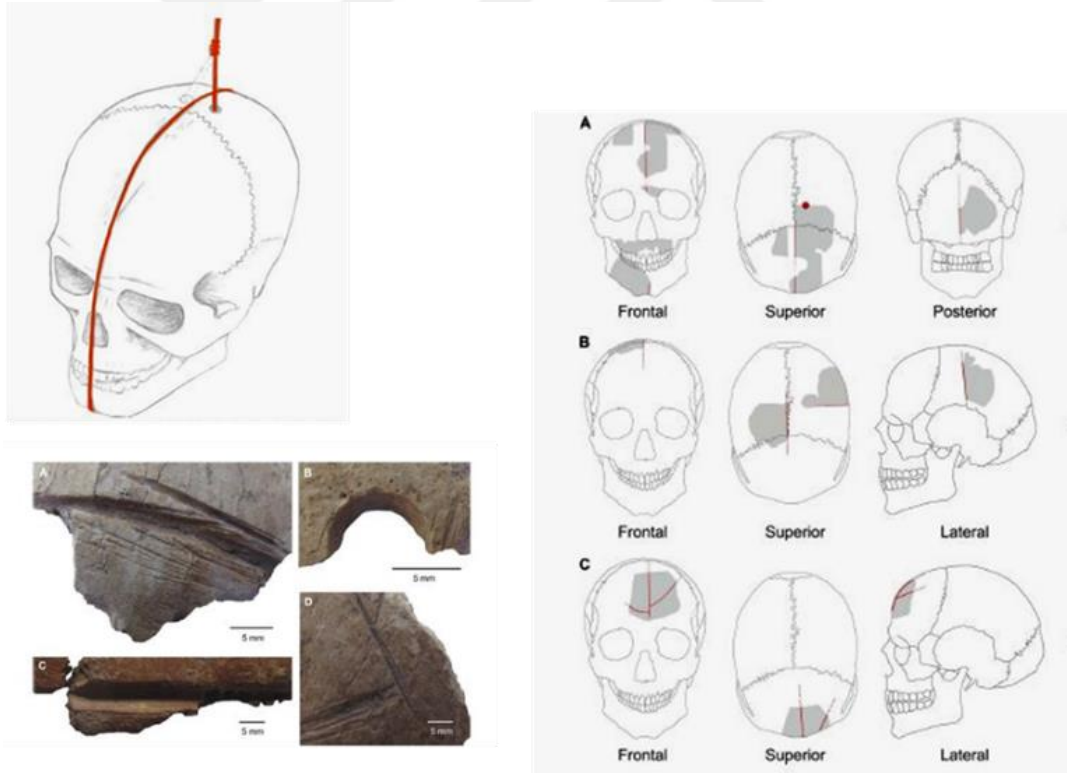 A
B
5 mm
5 mm
C
5 mm
D
5 mm
A
Frontal Superior Posterior
B
Frontal Superior Lateral
C
Frontal Superior Lateral